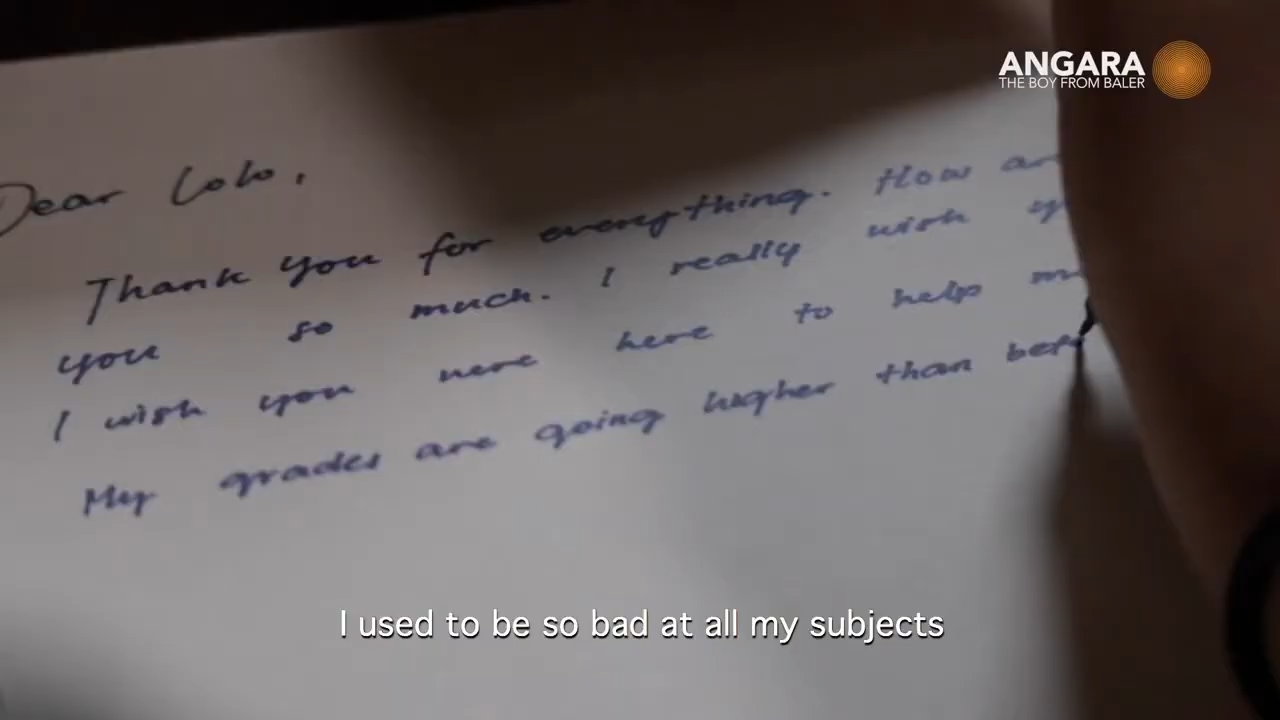 ANGARA
THE BOY FROM BALER
Dear Lolo,
Thank you for everything. How ar
you so much. I really wish y
I wish you were here to help m
My grades are going higher than befo
I used to be so bad at all my subjects